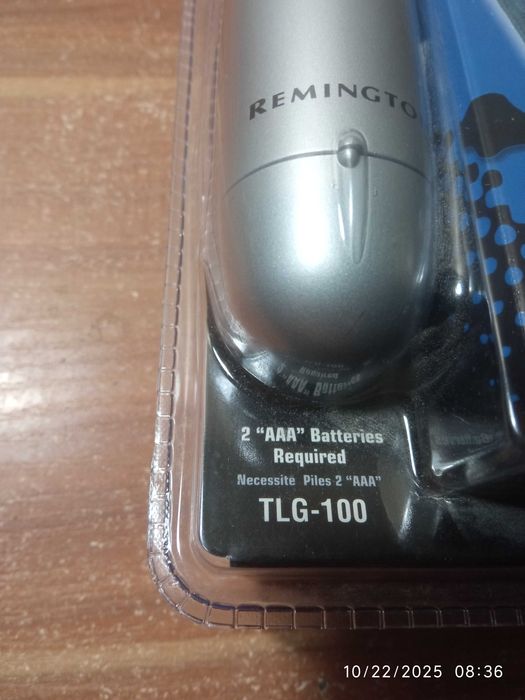 REMINGTO
2 “AAA” Batteries
Required
Necessite Piles 2 “AAA”
TLG-100
10/22/2025 08:36